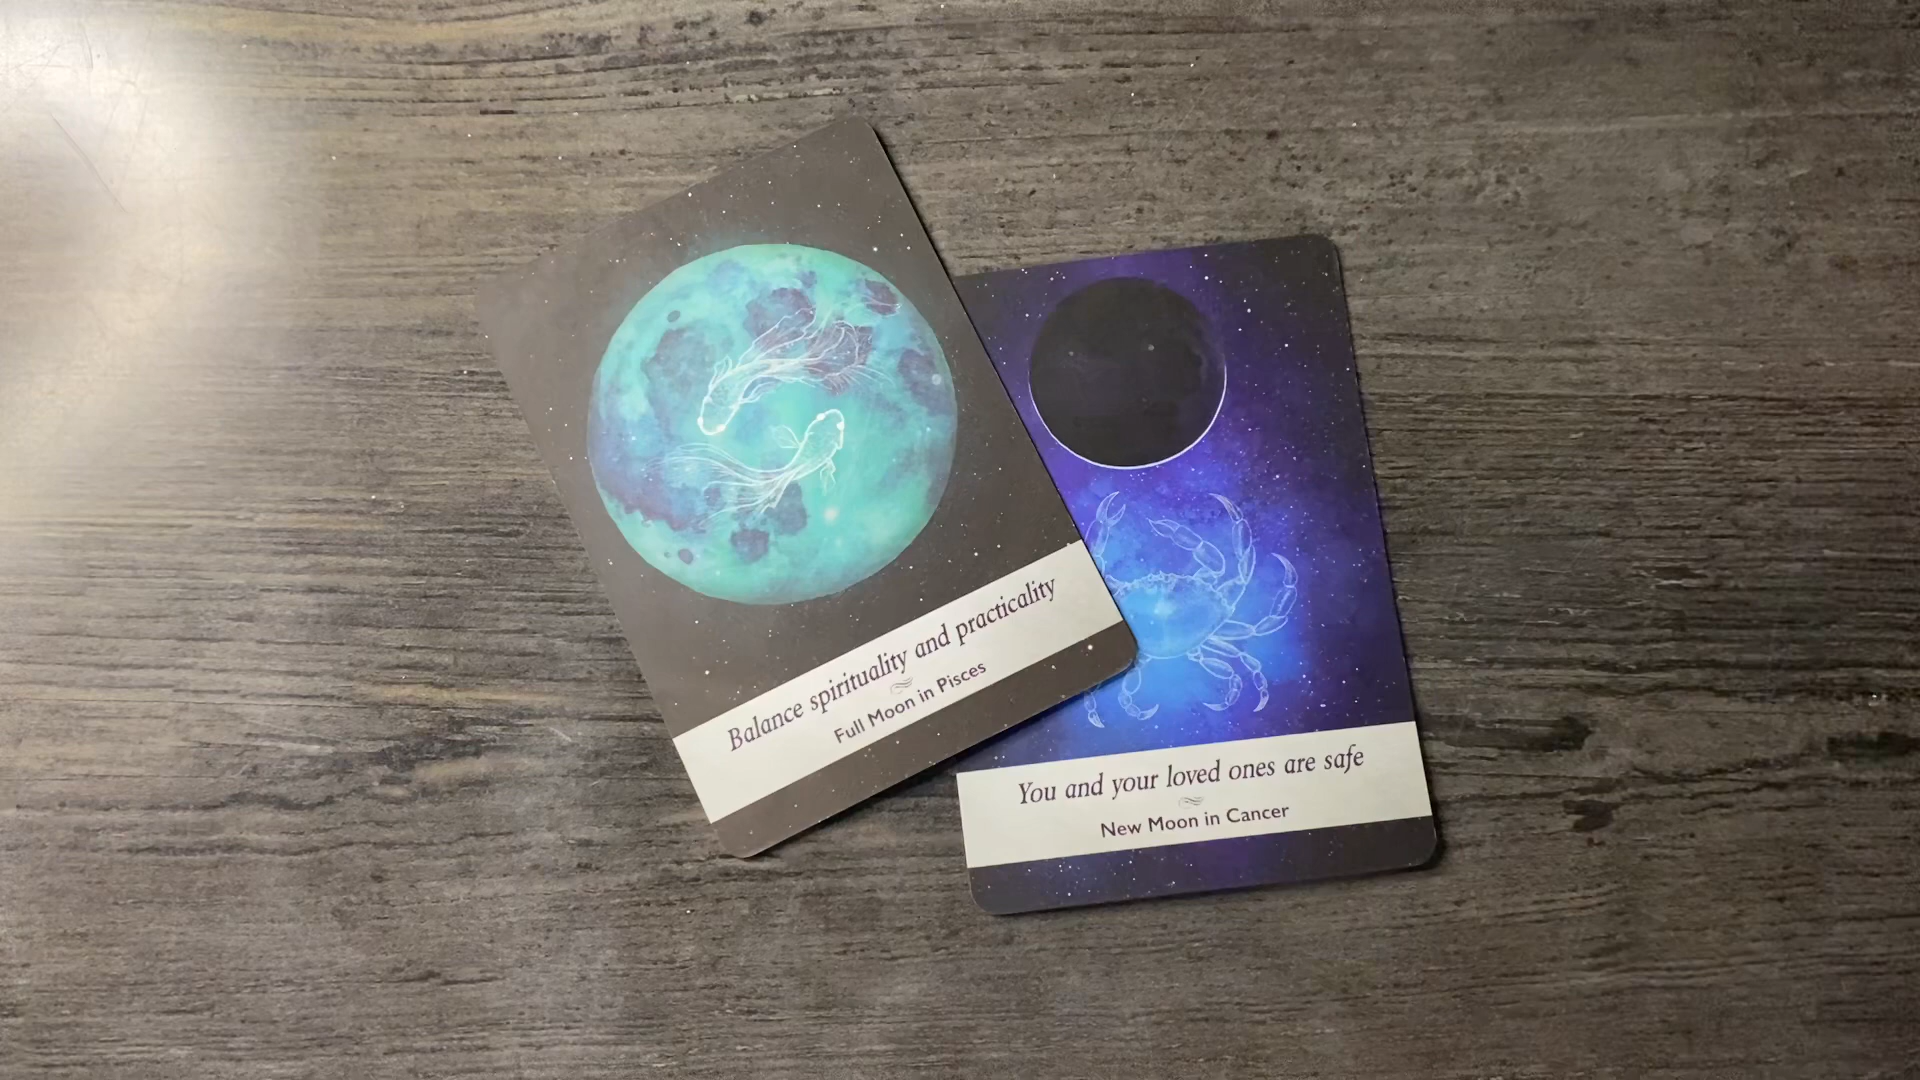 Balance spirituality and practicality
Full Moon in Pisces
You and your loved ones are safe
New Moon in Cancer